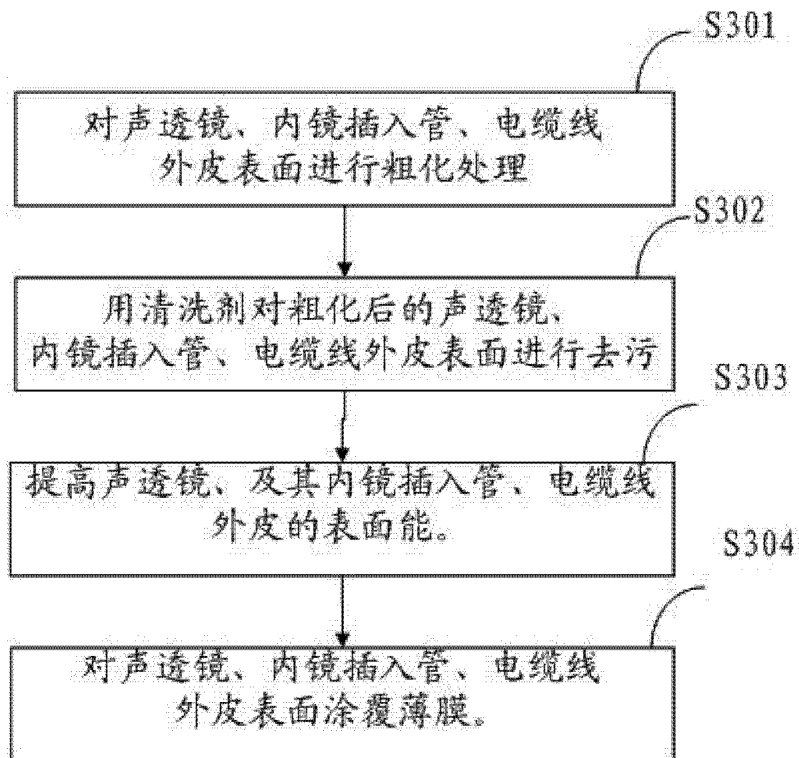 S301
对声透镜、内镜插入管、电缆线
外皮表面进行粗化处理
S302
用清洗剂对粗化后的声透镜、
内镜插入管、电缆线外皮表面进行去污
S303
提高声透镜、及其内镜插入管、电缆线
外皮的表面能。
S304
对声透镜、内镜插入管、电缆线
外皮表面涂覆薄膜。